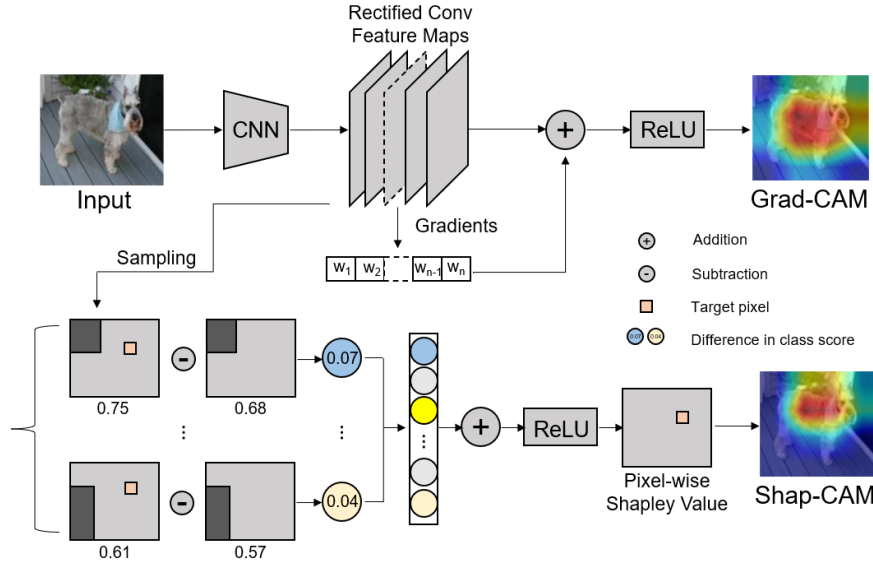 Rectified Conv
Feature Maps
CNN
+
ReLU
Input
Grad-CAM
Gradients
Sampling
w1 w2 wn-1 wn
+ Addition
- Subtraction
Target pixel
0.07 0.04 Difference in class score
- 0.07
0.75 0.68
...
...
...
+
ReLU
- 0.04
0.61 0.57
Pixel-wise
Shapley Value
Shap-CAM